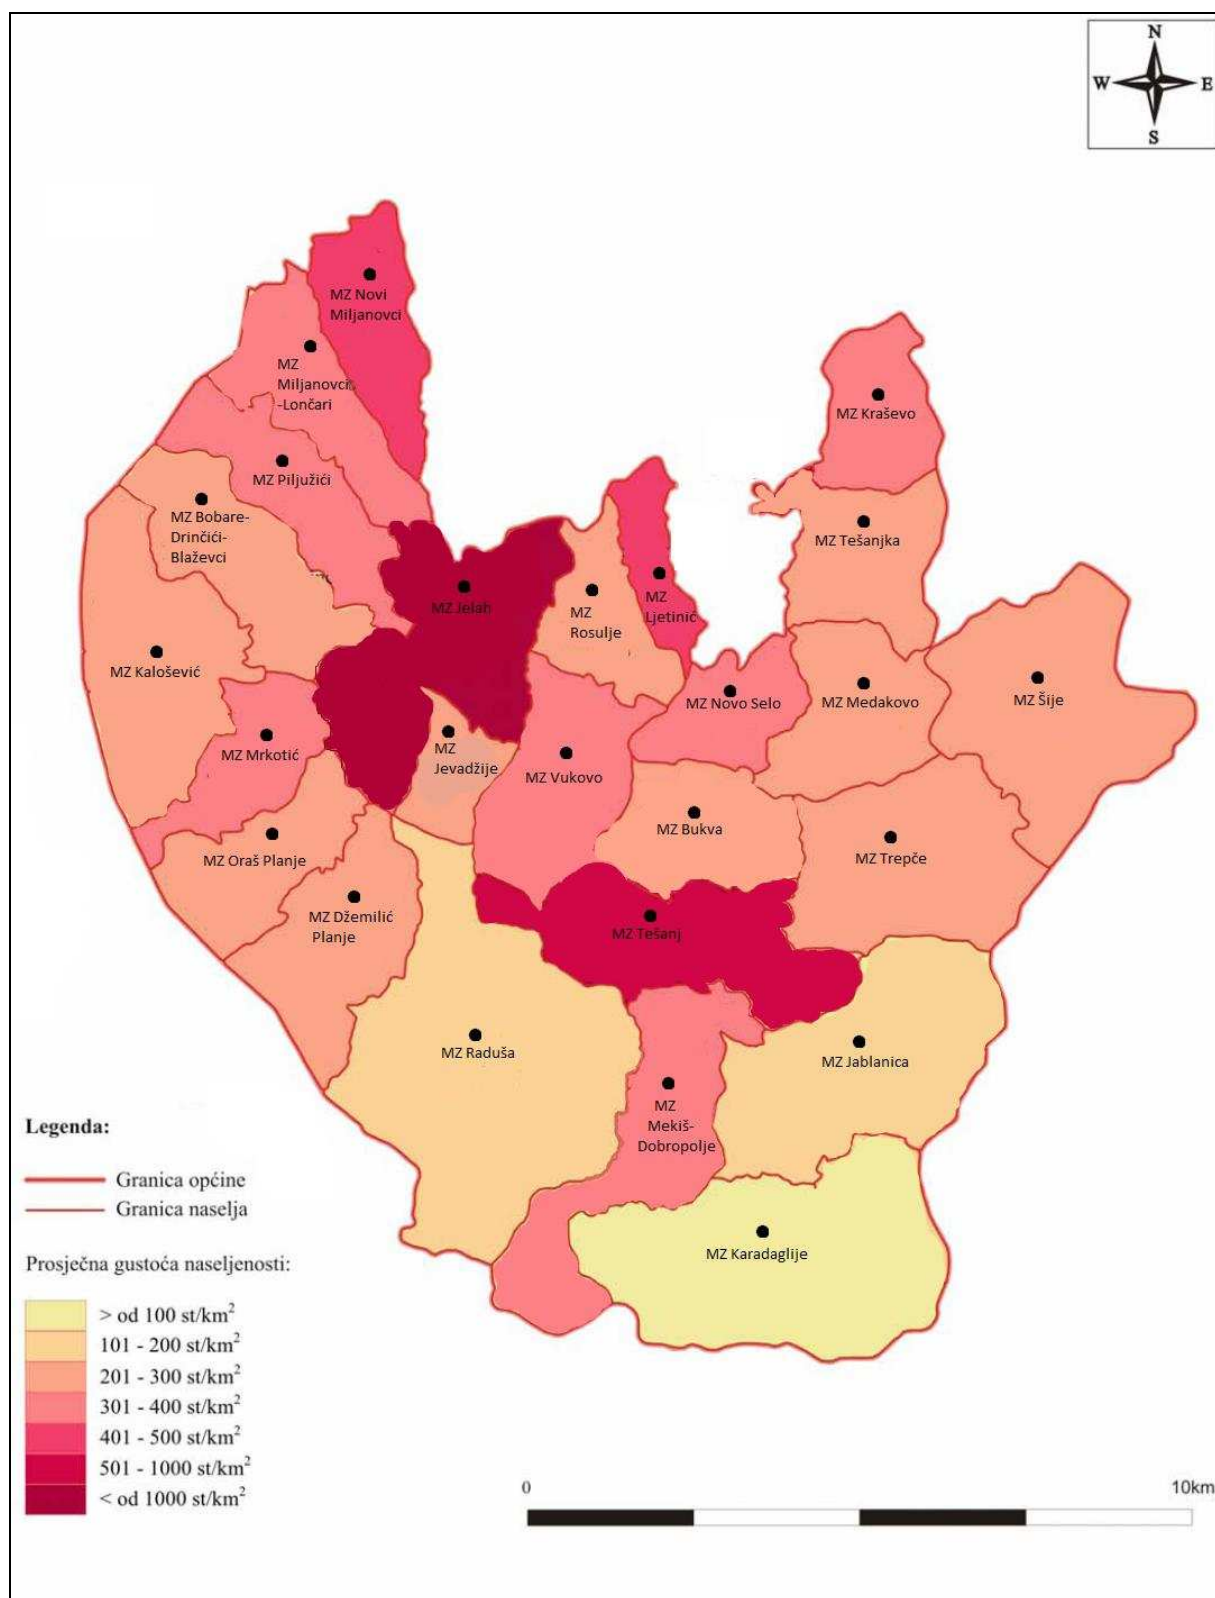 N
W E
S
MZ Novi
Miljanovci
MZ
Miljanovci
-Lončari
MZ Kraševo
MZ Piljužići
MZ Bobare-
Drinčići-
Blaževci
MZ Tešanjka
MZ Jelah
MZ
Rosulje
MZ
Ljetinić
MZ Kalošević
MZ Šije
MZ Novo Selo
MZ Medakovo
MZ Mrkotić
MZ
Jevadžije
MZ Vukovo
MZ Bukva
MZ Oraš Planje
MZ Trepče
MZ Džemilić
Planje
MZ Tešanj
MZ Raduša
MZ Jablanica
MZ
Mekiš-
Dobropolje
MZ Karadaglije
Legenda:
Granica općine
Granica naselja
Prosječna gustoća naseljenosti:
> od 100 st/km²
101 - 200 st/km²
201 - 300 st/km²
301 - 400 st/km²
401 - 500 st/km²
501 - 1000 st/km²
< od 1000 st/km²
0 10km